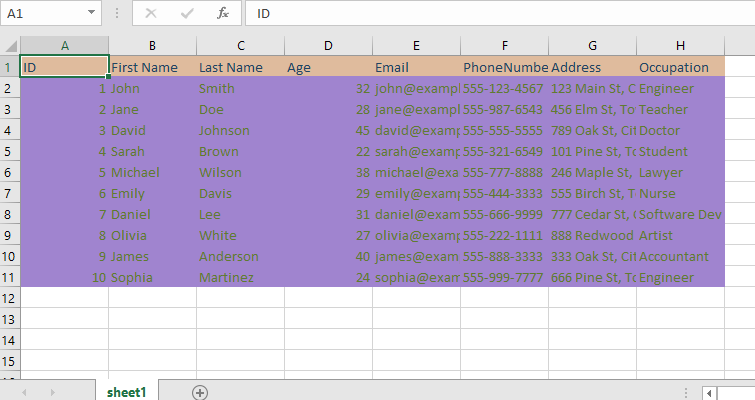 A1 fx ID
A B C D E F G H
1 ID First Name Last Name Age Email PhoneNumbe Address Occupation
2 1 John Smith 32 john@exampl 555-123-4567 123 Main St, C Engineer
3 2 Jane Doe 28 jane@exampl 555-987-6543 456 Elm St, To Teacher
4 3 David Johnson 45 david@examp 555-555-5555 789 Oak St, Cit Doctor
5 4 Sarah Brown 22 sarah@examp 555-321-6549 101 Pine St, To Student
6 5 Michael Wilson 38 michael@exa 555-777-8888 246 Maple St, Lawyer
7 6 Emily Davis 29 emily@examp 555-444-3333 555 Birch St, T Nurse
8 7 Daniel Lee 31 daniel@exam 555-666-9999 777 Cedar St, Software Dev
9 8 Olivia White 27 olivia@examp 555-222-1111 888 Redwood Artist
10 9 James Anderson 40 james@exam 555-888-3333 333 Oak St, Cit Accountant
11 10 Sophia Martinez 24 sophia@exam 555-999-7777 666 Pine St, To Engineer
12
13
14
15
sheet1